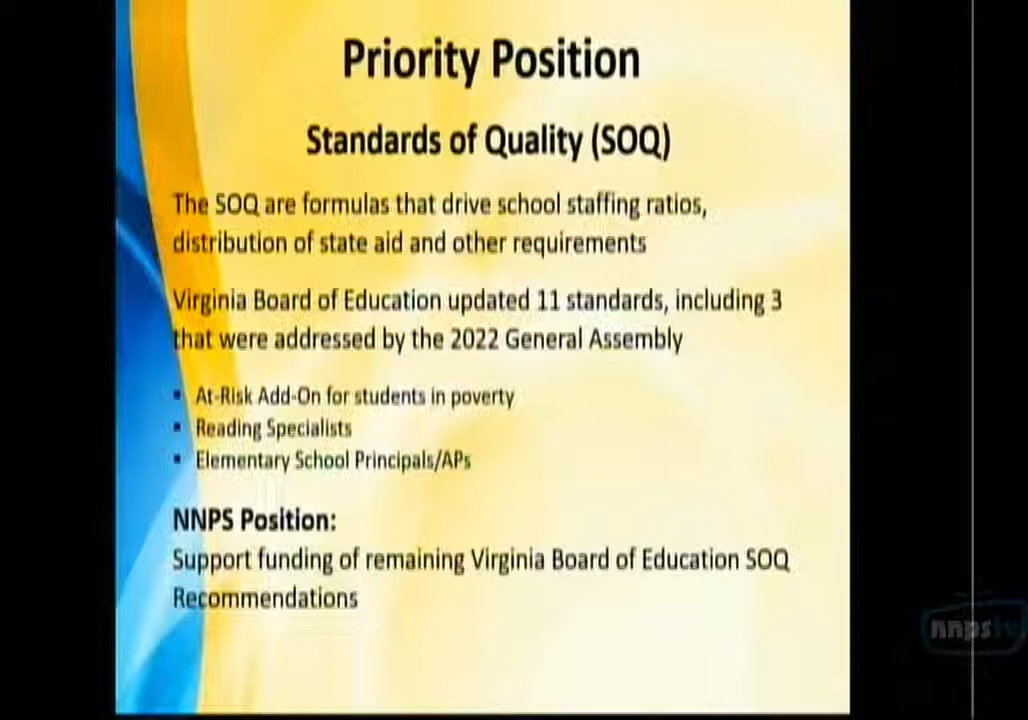 Priority Position
Standards of Quality (SOQ)
The SOQ are formulas that drive school staffing ratios,
distribution of state aid and other requirements
Virginia Board of Education updated 11 standards, including 3
that were addressed by the 2022 General Assembly
▪ At-Risk Add-On for students in poverty
▪ Reading Specialists
▪ Elementary School Principals/APs
NNPS Position:
Support funding of remaining Virginia Board of Education SOQ
Recommendations
nnpstv